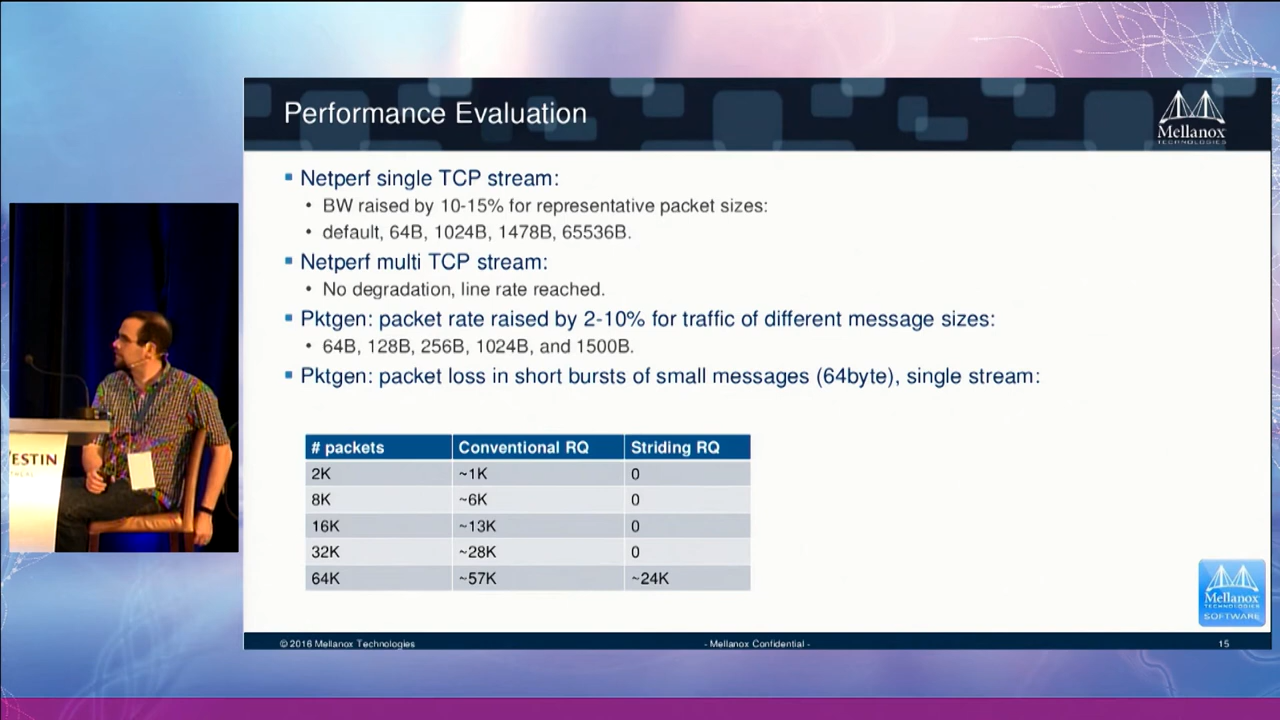 Performance Evaluation
Mellanox
TECHNOLOGIES
▪ Netperf single TCP stream:
• BW raised by 10-15% for representative packet sizes:
• default, 64B, 1024B, 1478B, 65536B.
▪ Netperf multi TCP stream:
• No degradation, line rate reached.
▪ Pktgen: packet rate raised by 2-10% for traffic of different message sizes:
• 64B, 128B, 256B, 1024B, and 1500B.
▪ Pktgen: packet loss in short bursts of small messages (64byte), single stream:
# packets Conventional RQ Striding RQ
2K ~1K 0
8K ~6K 0
16K ~13K 0
32K ~28K 0
64K ~57K ~24K
ESTIN
Mellanox
TECHNOLOGIES
SOFTWARE
© 2016 Mellanox Technologies - Mellanox Confidential - 15